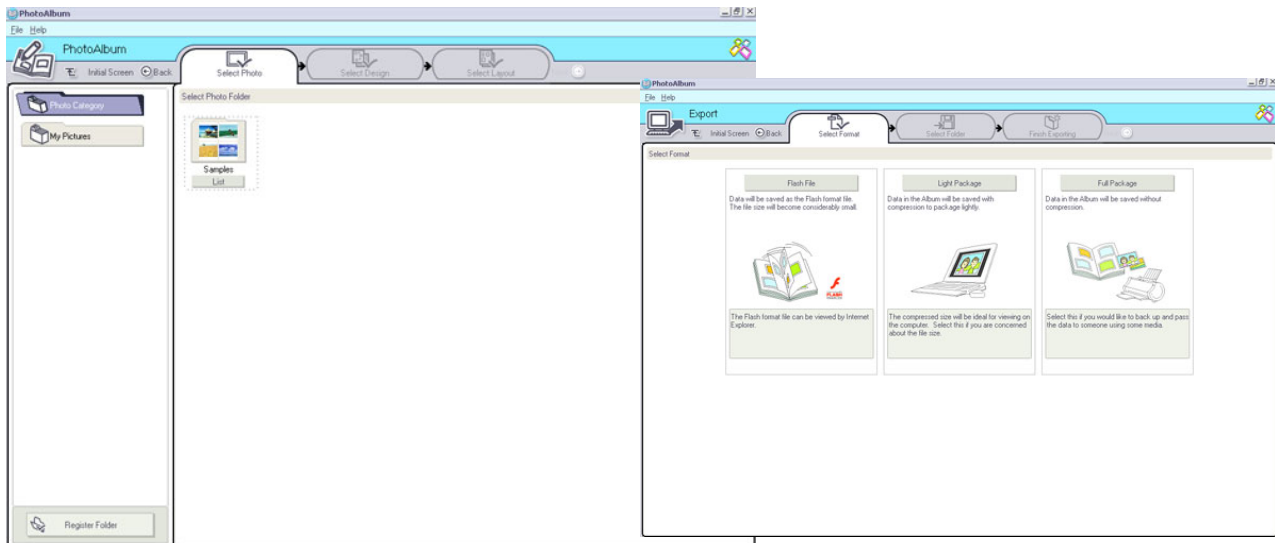 PhotoAlbum
File Help
PhotoAlbum
Initial Screen Back
Select Photo
Select Design
Select Layout
Photo Category
My Pictures
Select Photo Folder
Samples
List
Register Folder
PhotoAlbum
File Help
Export
Initial Screen Back
Select Format
Select Folder
Finish Exporting
Select Format
Flash File
Data will be saved as the Flash format file.
The file size will become considerably small.
FLASH
The Flash format file can be viewed by Internet
Explorer.
Light Package
Data in the Album will be saved with
compression to package lightly.
The compressed size will be ideal for viewing on
the computer. Select this if you are concerned
about the file size.
Full Package
Data in the Album will be saved without
compression.
Select this if you would like to back up and pass
the data to someone using some media.